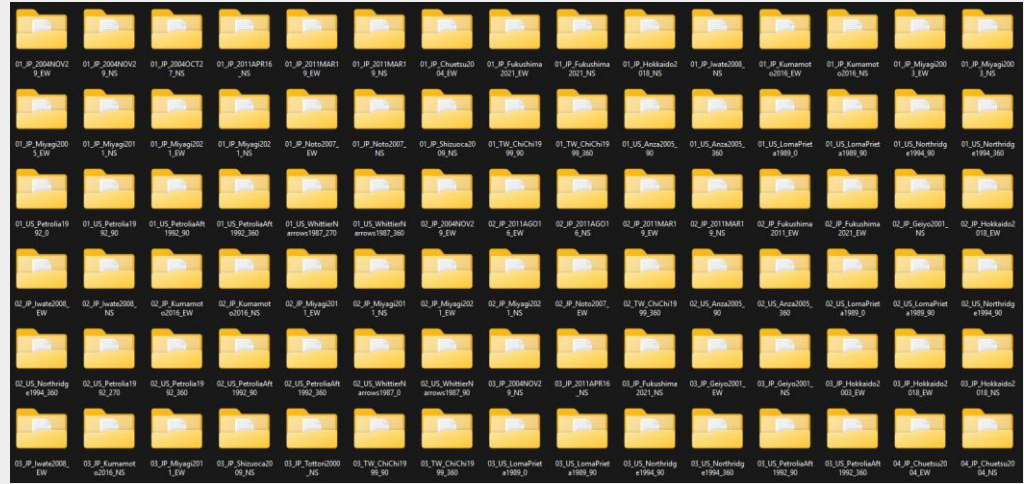 01_JP_2004NOV2 01_JP_2004NOV2 01_JP_2004OCT2 01_JP_2011APR16 01_JP_2011MAR1 01_JP_2011MAR1 01_JP_Chuetsu20 01_JP_Fukushima 01_JP_Fukushima 01_JP_Hokkaido2 01_JP_Iwate2008_ 01_JP_Kumamot 01_JP_Kumamot 01_JP_Miyagi200 01_JP_Miyagi200
9_EW 9_NS 7_NS _NS 9_EW 9_NS 04_EW 2021_EW 2021_NS 018_NS NS o2016_EW o2016_NS 3_EW 3_NS
01_JP_Miyagi200 01_JP_Miyagi201 01_JP_Miyagi202 01_JP_Miyagi202 01_JP_Noto2007_ 01_JP_Noto2007_ 01_JP_Shizuoca20 01_TW_ChiChi19 01_TW_ChiChi19 01_US_Anza2005_ 01_US_Anza2005_ 01_US_LomaPriet 01_US_LomaPriet 01_US_Northridg 01_US_Northridg
5_EW 1_NS 1_EW 1_NS EW NS 09_NS 99_90 99_360 90 360 a1989_0 a1989_90 e1994_90 e1994_360
01_US_Petrolia19 01_US_Petrolia19 01_US_PetroliaAft 01_US_PetroliaAft 01_US_WhittierN 01_US_WhittierN 02_JP_2004NOV2 02_JP_2011AGO1 02_JP_2011AGO1 02_JP_2011MAR1 02_JP_2011MAR1 02_JP_Fukushima 02_JP_Fukushima 02_JP_Geiyo2001_ 02_JP_Hokkaido2
92_0 92_90 1992_90 1992_360 arrows1987_270 arrows1987_360 9_EW 6_EW 6_NS 9_EW 9_NS 2011_EW 2021_EW NS 018_EW
02_JP_Iwate2008_ 02_JP_Iwate2008_ 02_JP_Kumamot 02_JP_Kumamot 02_JP_Miyagi201 02_JP_Miyagi201 02_JP_Miyagi202 02_JP_Miyagi202 02_JP_Noto2007_ 02_TW_ChiChi19 02_US_Anza2005_ 02_US_Anza2005_ 02_US_LomaPriet 02_US_LomaPriet 02_US_Northridg
EW NS o2016_EW o2016_NS 1_EW 1_NS 1_EW 1_NS EW 99_360 90 360 a1989_0 a1989_90 e1994_90
02_US_Northridg 02_US_Petrolia19 02_US_Petrolia19 02_US_PetroliaAft 02_US_PetroliaAft 02_US_WhittierN 02_US_WhittierN 03_JP_2004NOV2 03_JP_2011APR16 03_JP_Fukushima 03_JP_Geiyo2001_ 03_JP_Geiyo2001_ 03_JP_Hokkaido2 03_JP_Hokkaido2 03_JP_Hokkaido2
e1994_360 92_270 92_360 1992_90 1992_360 arrows1987_0 arrows1987_90 9_NS _NS 2021_NS EW NS 003_EW 018_EW 018_NS
03_JP_Iwate2008_ 03_JP_Kumamot 03_JP_Miyagi201 03_JP_Shizuoca20 03_JP_Tottori2000 03_TW_ChiChi19 03_TW_ChiChi19 03_US_LomaPriet 03_US_LomaPriet 03_US_Northridg 03_US_Northridg 03_US_PetroliaAft 03_US_PetroliaAft 04_JP_Chuetsu20 04_JP_Chuetsu20
EW o2016_NS 1_EW 09_NS _NS 99_90 99_360 a1989_0 a1989_90 e1994_90 e1994_360 1992_90 1992_360 04_EW 04_NS